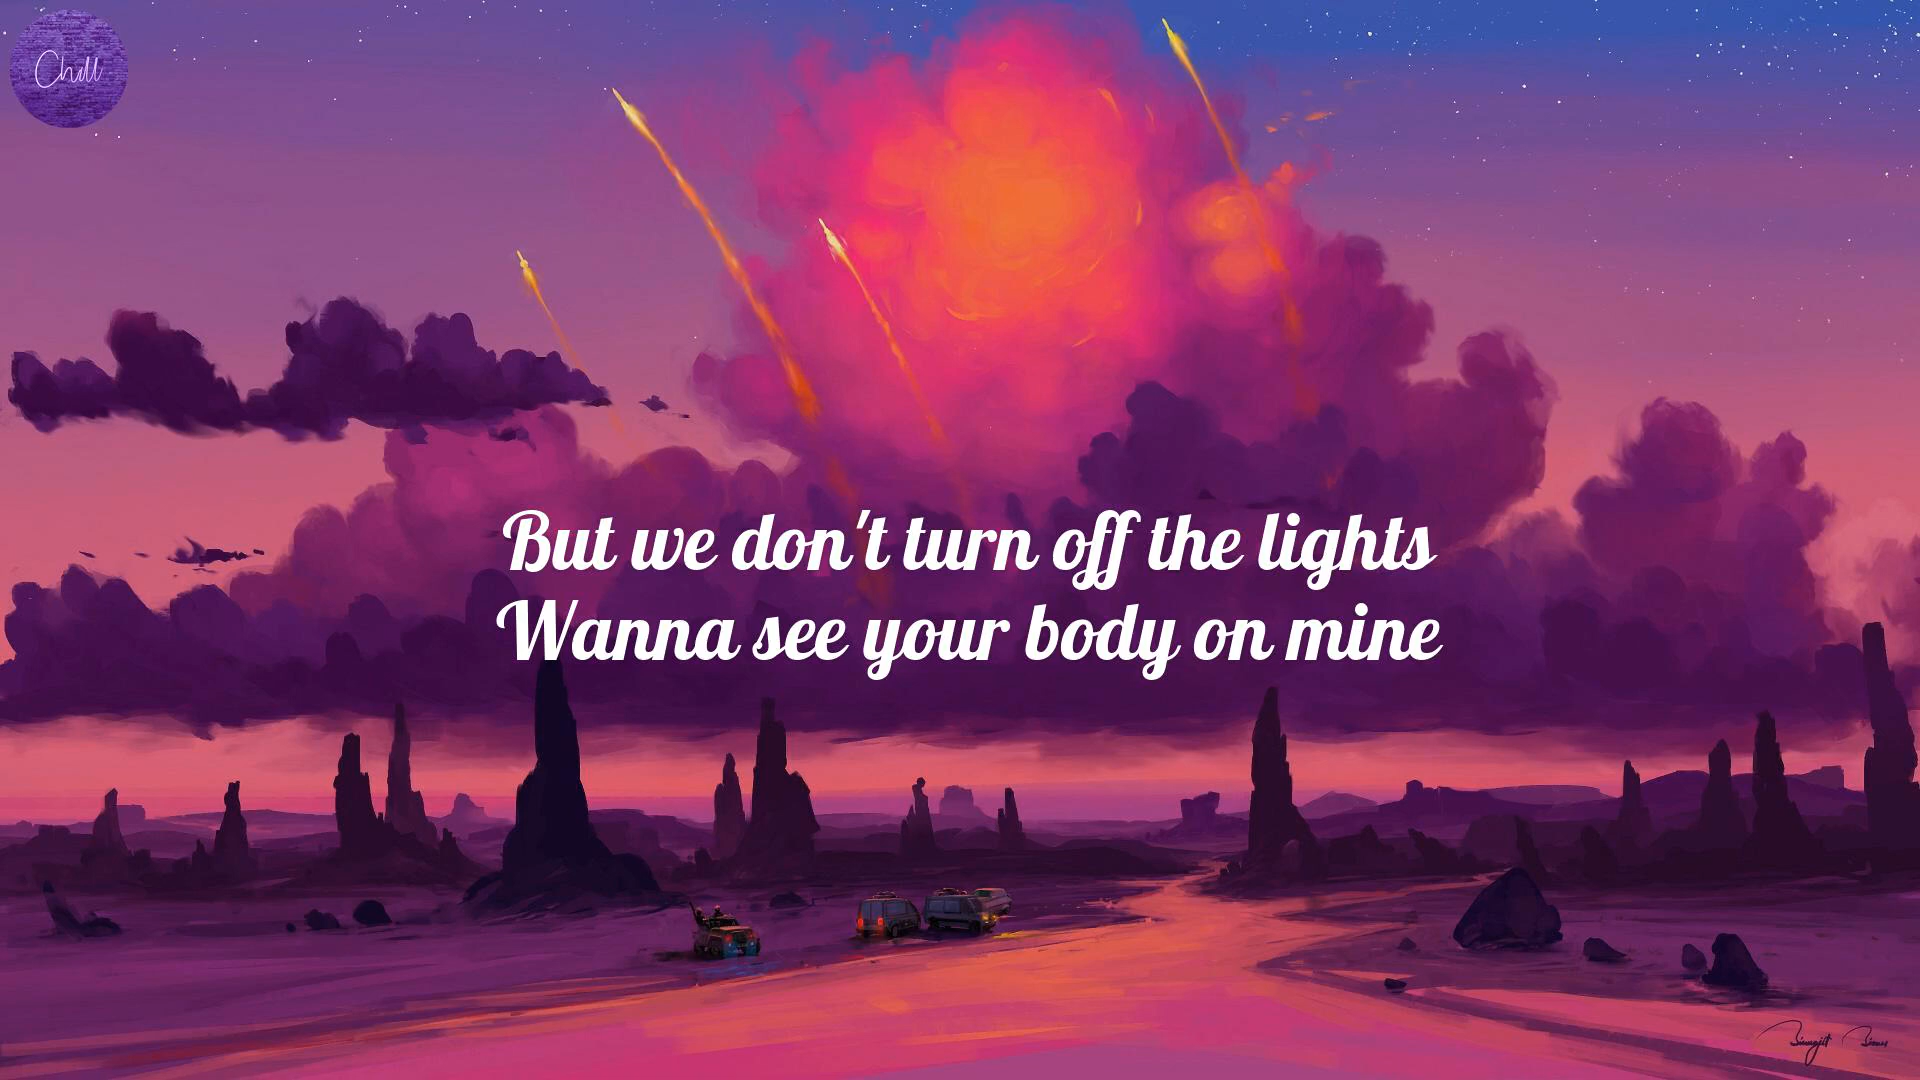 Chill
But we don't turn off the lights
Wanna see your body on mine